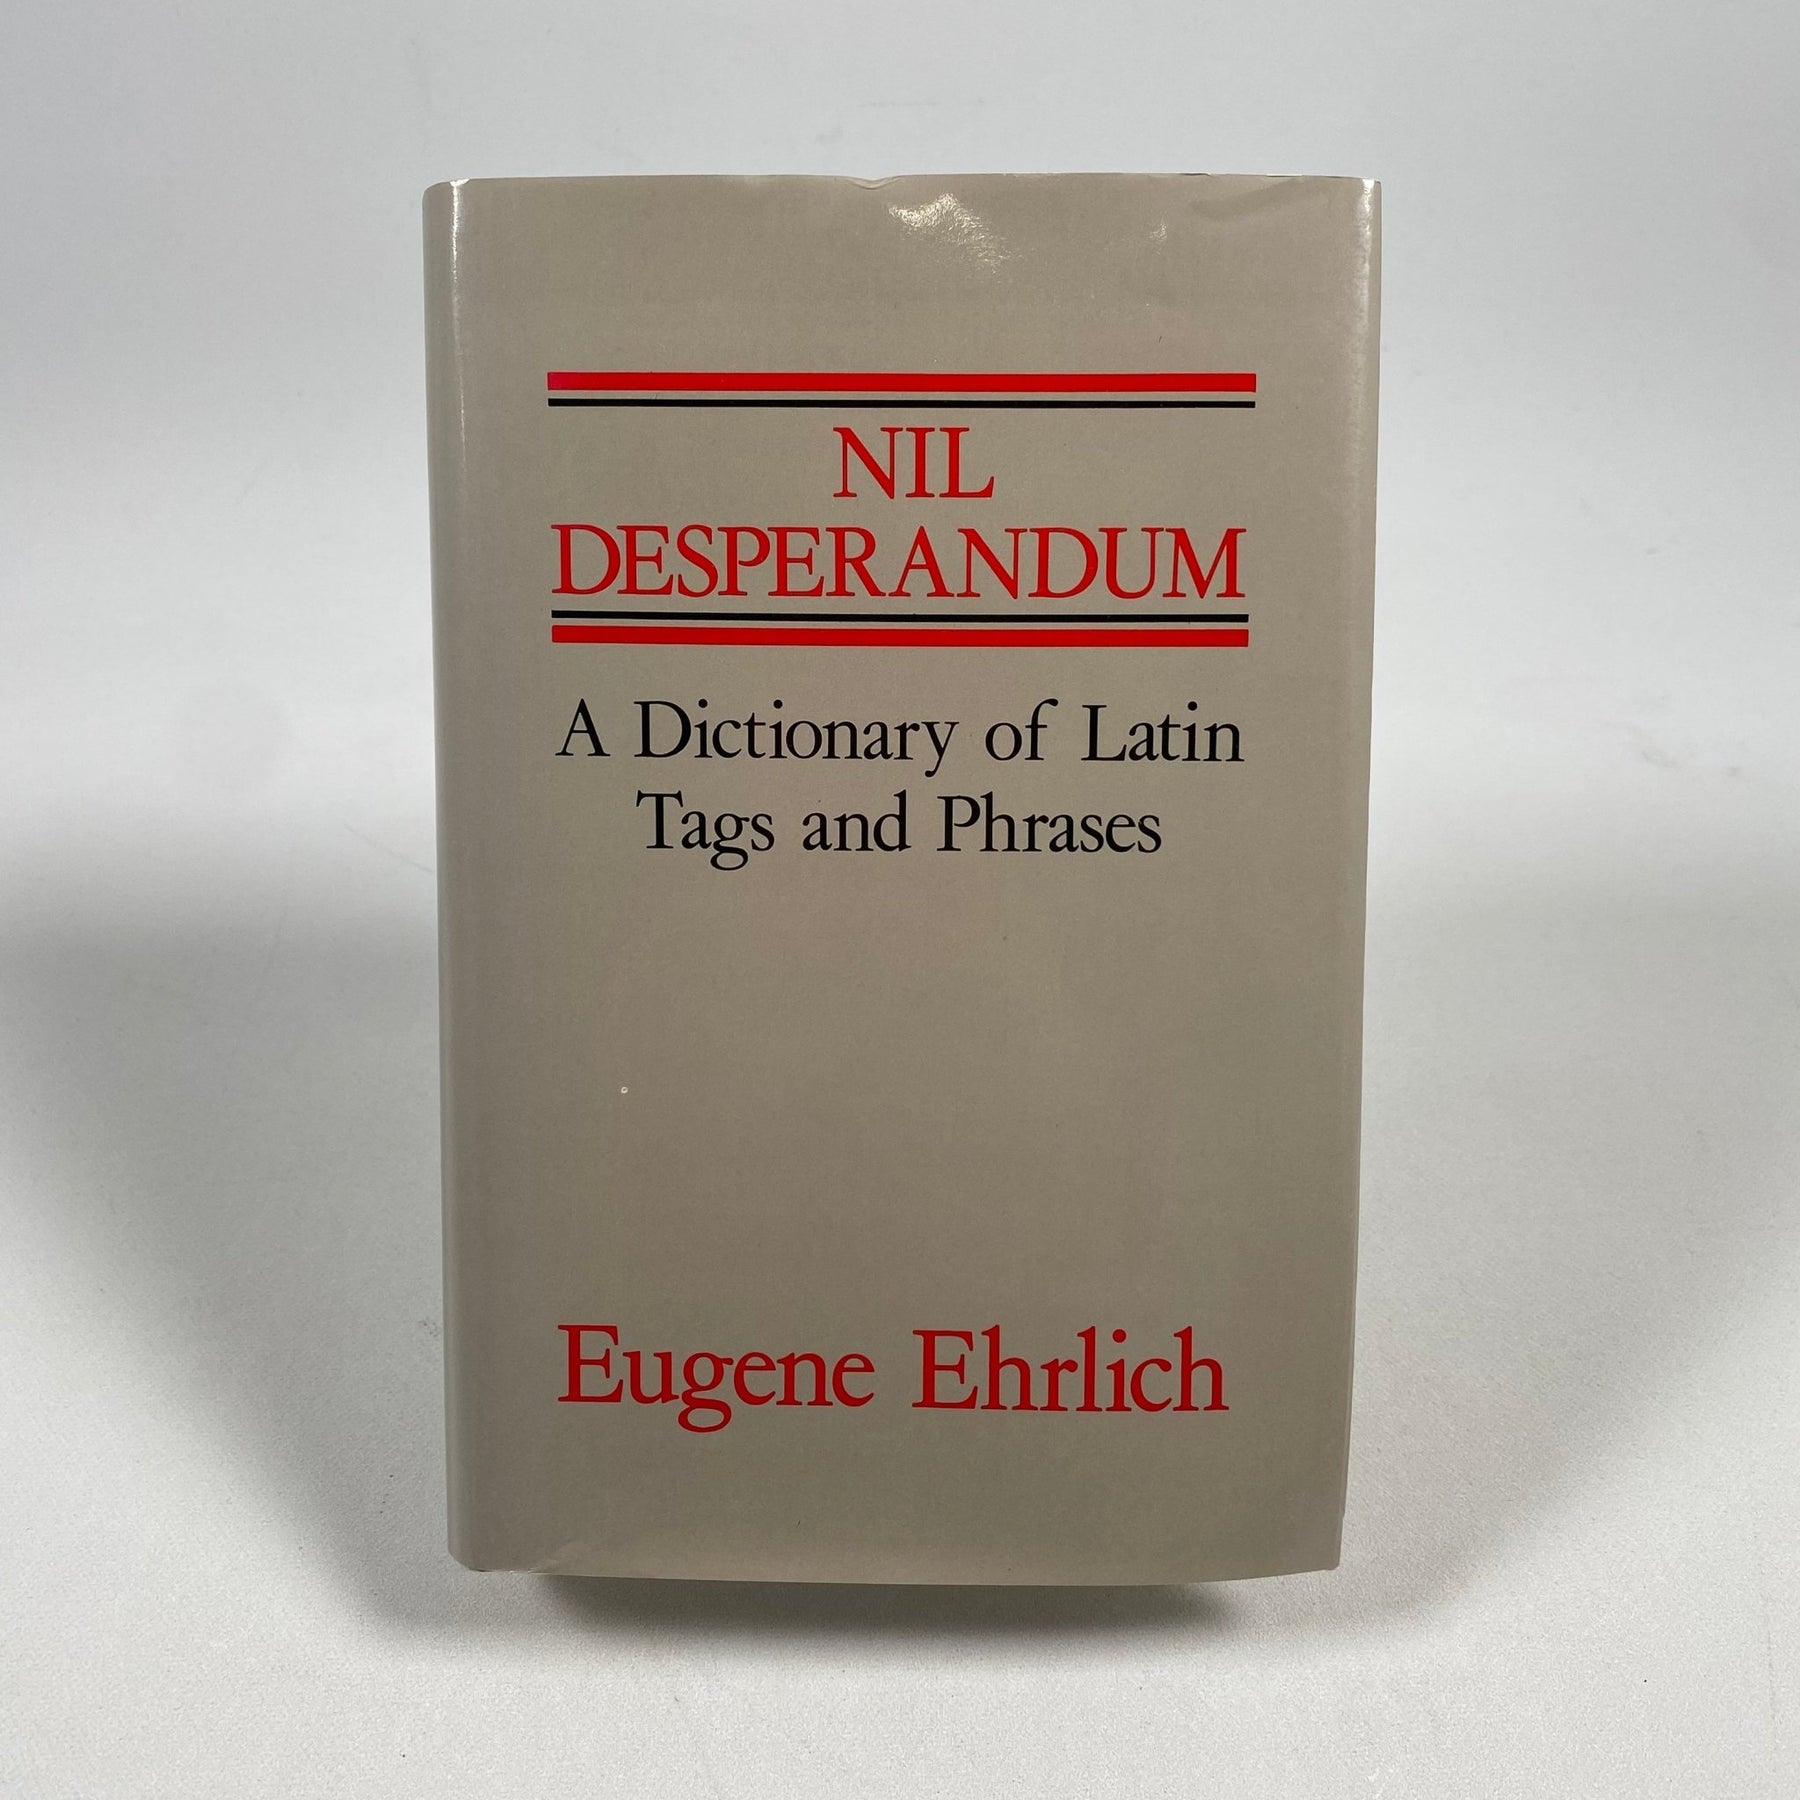 NIL
DESPERANDUM
A Dictionary of Latin
Tags and Phrases
Eugene Ehrlich